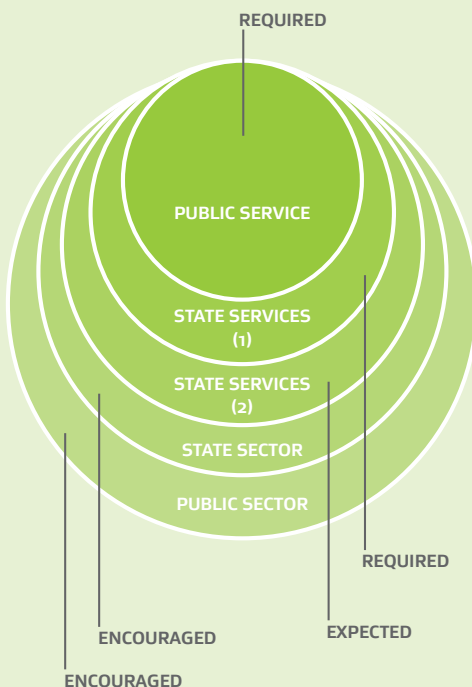 REQUIRED
PUBLIC SERVICE
STATE SERVICES
(1)
STATE SERVICES
(2)
STATE SECTOR
PUBLIC SECTOR
REQUIRED
EXPECTED
ENCOURAGED
ENCOURAGED